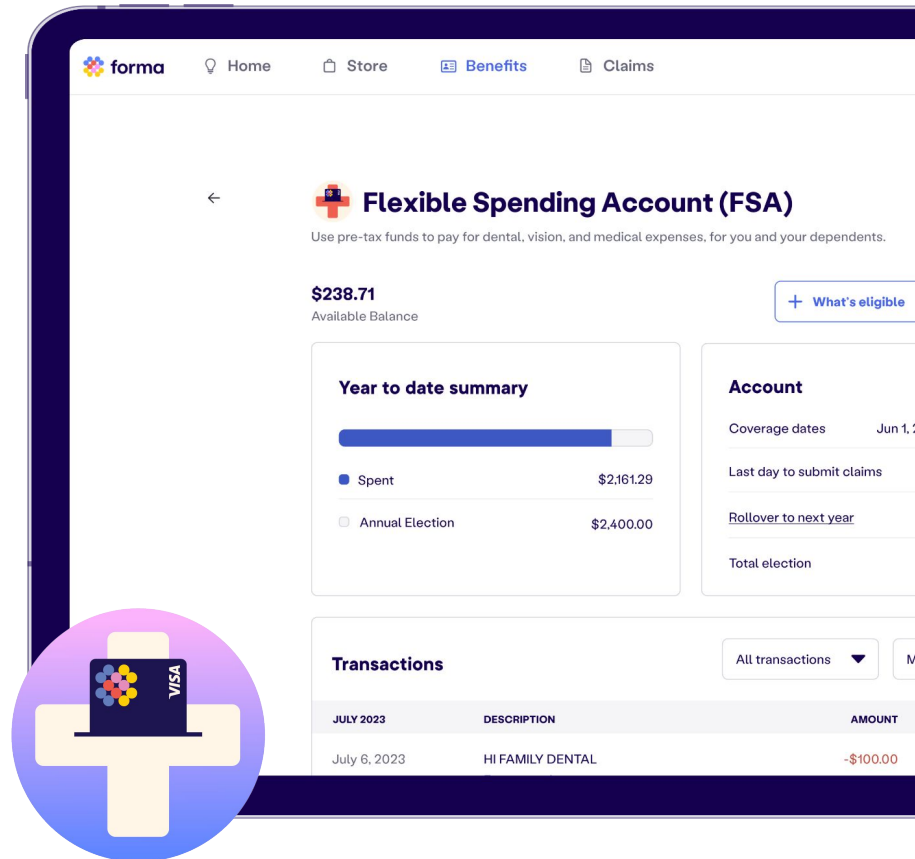 forma Home Store Benefits Claims
Flexible Spending Account (FSA)
Use pre-tax funds to pay for dental, vision, and medical expenses, for you and your dependents.
$238.71
Available Balance
+ What's eligible
Year to date summary
Spent $2,161.29
Annual Election $2,400.00
Account
Coverage dates Jun 1,
Last day to submit claims
Rollover to next year
Total election
Transactions
All transactions
JULY 2023 DESCRIPTION AMOUNT
July 6, 2023 HI FAMILY DENTAL -$100.00
VISA